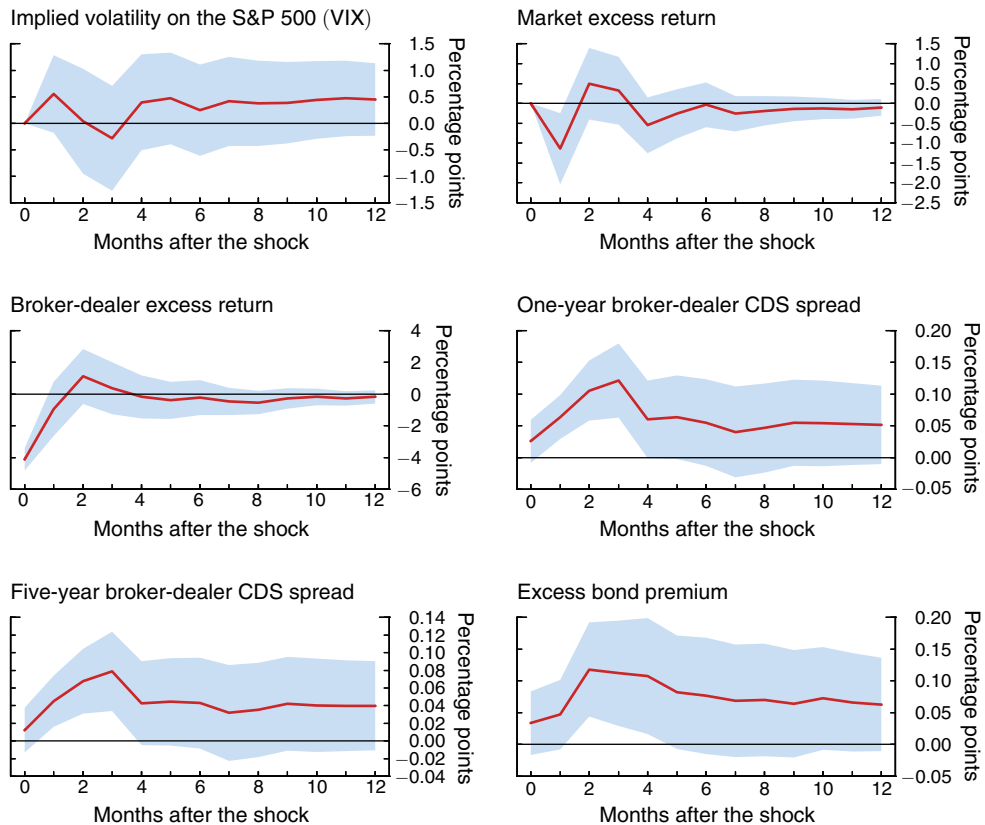 Implied volatility on the S&P 500 (VIX)
1.5
1.0
0.5
0.0
−0.5
−1.0
−1.5
Percentage points
0 2 4 6 8 10 12
Months after the shock
Market excess return
1.5
1.0
0.5
0.0
−0.5
−1.0
−1.5
−2.0
−2.5
Percentage points
0 2 4 6 8 10 12
Months after the shock
Broker-dealer excess return
4
2
0
−2
−4
−6
Percentage points
0 2 4 6 8 10 12
Months after the shock
One-year broker-dealer CDS spread
0.20
0.15
0.10
0.05
0.00
−0.05
Percentage points
0 2 4 6 8 10 12
Months after the shock
Five-year broker-dealer CDS spread
0.14
0.12
0.10
0.08
0.06
0.04
0.02
0.00
−0.02
−0.04
Percentage points
0 2 4 6 8 10 12
Months after the shock
Excess bond premium
0.20
0.15
0.10
0.05
0.00
−0.05
Percentage points
0 2 4 6 8 10 12
Months after the shock